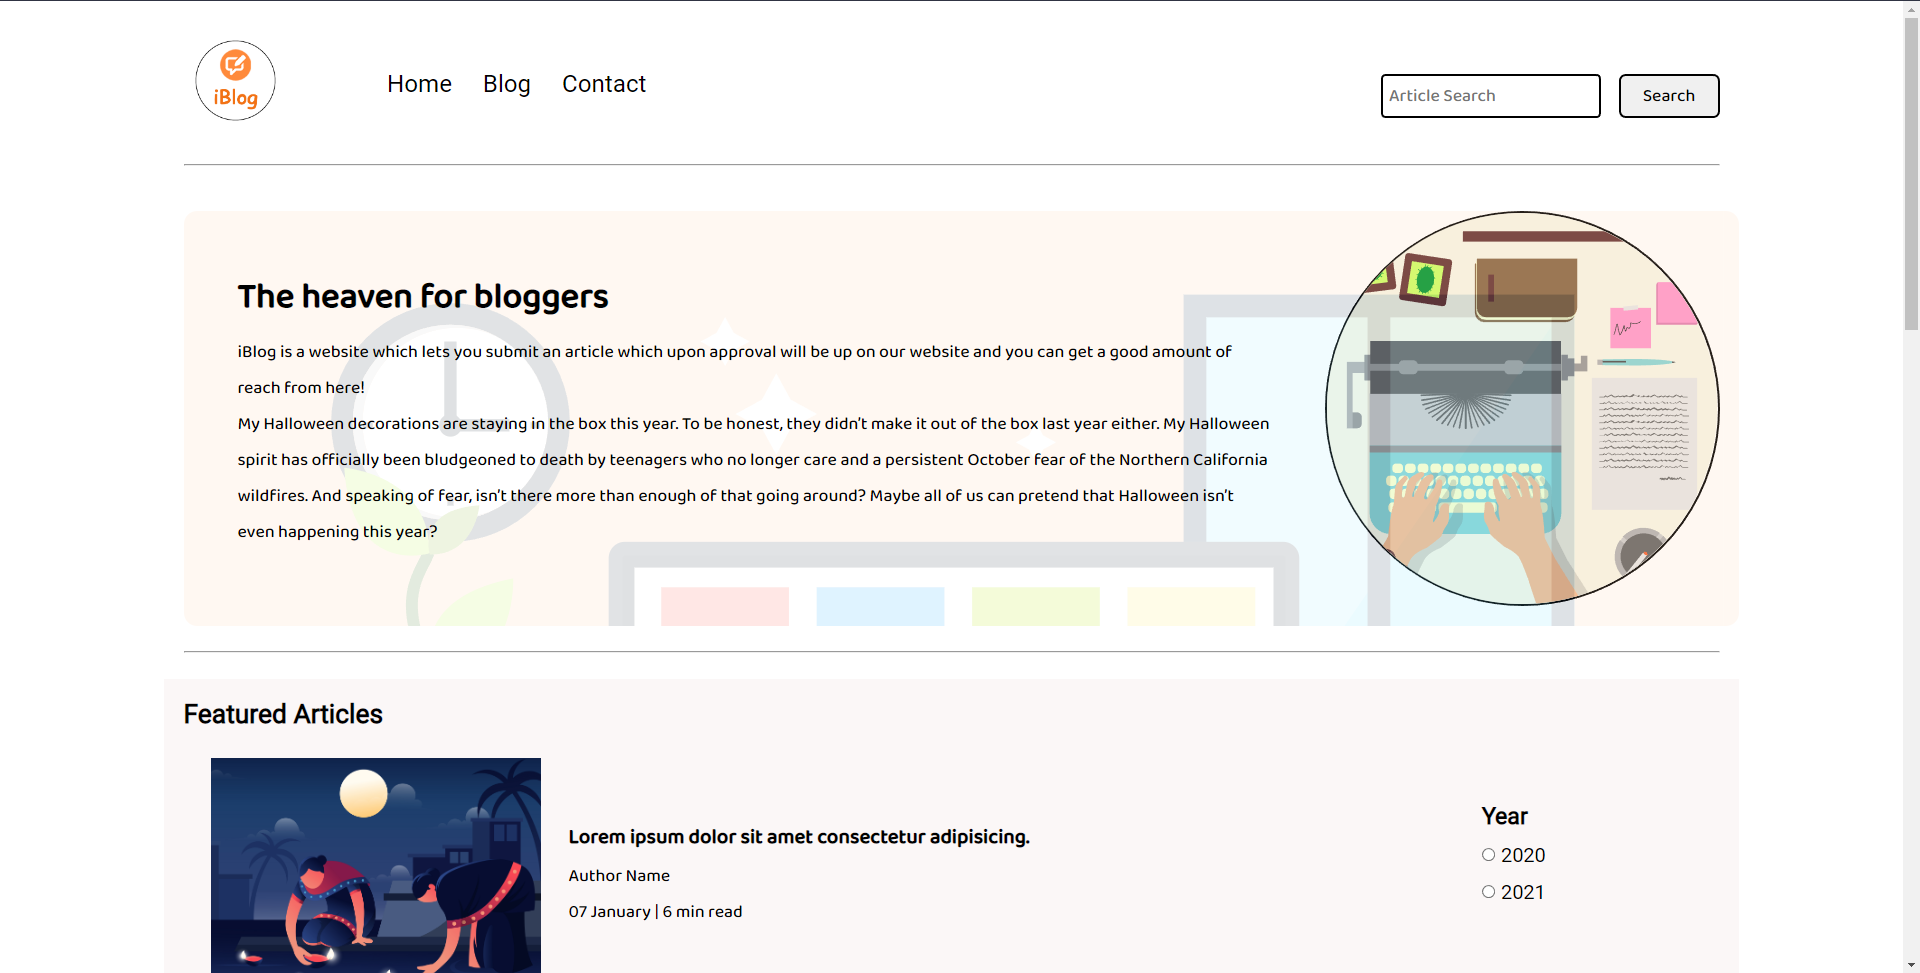 iBlog
Home Blog Contact
Article Search
Search
The heaven for bloggers
iBlog is a website which lets you submit an article which upon approval will be up on our website and you can get a good amount of
reach from here!
My Halloween decorations are staying in the box this year. To be honest, they didn't make it out of the box last year either. My Halloween
spirit has officially been bludgeoned to death by teenagers who no longer care and a persistent October fear of the Northern California
wildfires. And speaking of fear, isn't there more than enough of that going around? Maybe all of us can pretend that Halloween isn't
even happening this year?
Featured Articles
Lorem ipsum dolor sit amet consectetur adipisicing.
Author Name
07 January | 6 min read
Year
2020
2021